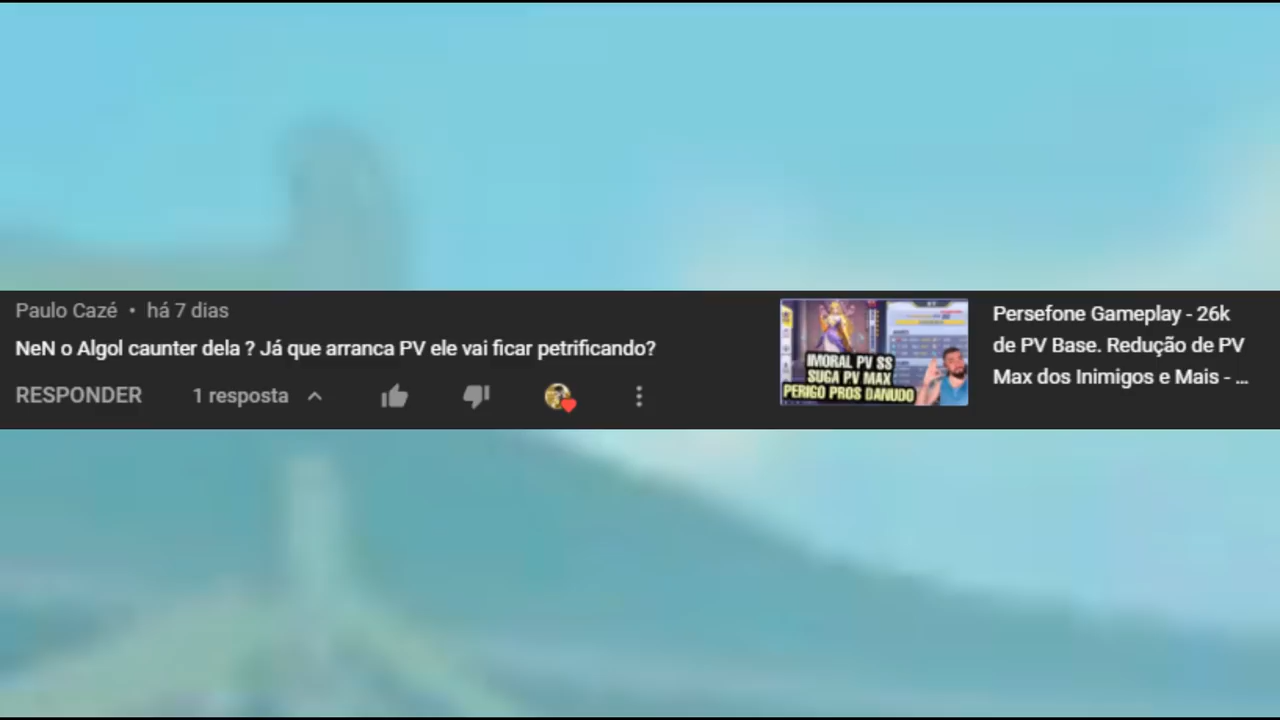 Paulo Cazé • há 7 dias
NeN o Algol caunter dela ? Já que arranca PV ele vai ficar petrificando?
RESPONDER 1 resposta
IMORAL PV SS
SUGA PV MAX
PERIGO PROS DANUDO
Persefone Gameplay - 26k
de PV Base. Redução de PV
Max dos Inimigos e Mais - ...